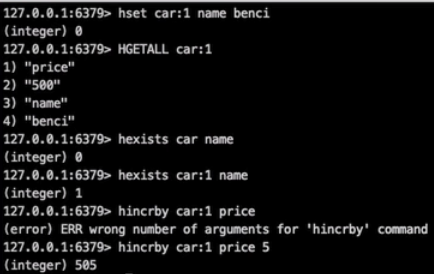 127.0.0.1:6379> hset car:1 name benci
(integer) 0
127.0.0.1:6379> HGETALL car:1
1) "price"
2) "500"
3) "name"
4) "benci"
127.0.0.1:6379> hexists car name
(integer) 0
127.0.0.1:6379> hexists car:1 name
(integer) 1
127.0.0.1:6379> hincrby car:1 price
(error) ERR wrong number of arguments for 'hincrby' command
127.0.0.1:6379> hincrby car:1 price 5
(integer) 505